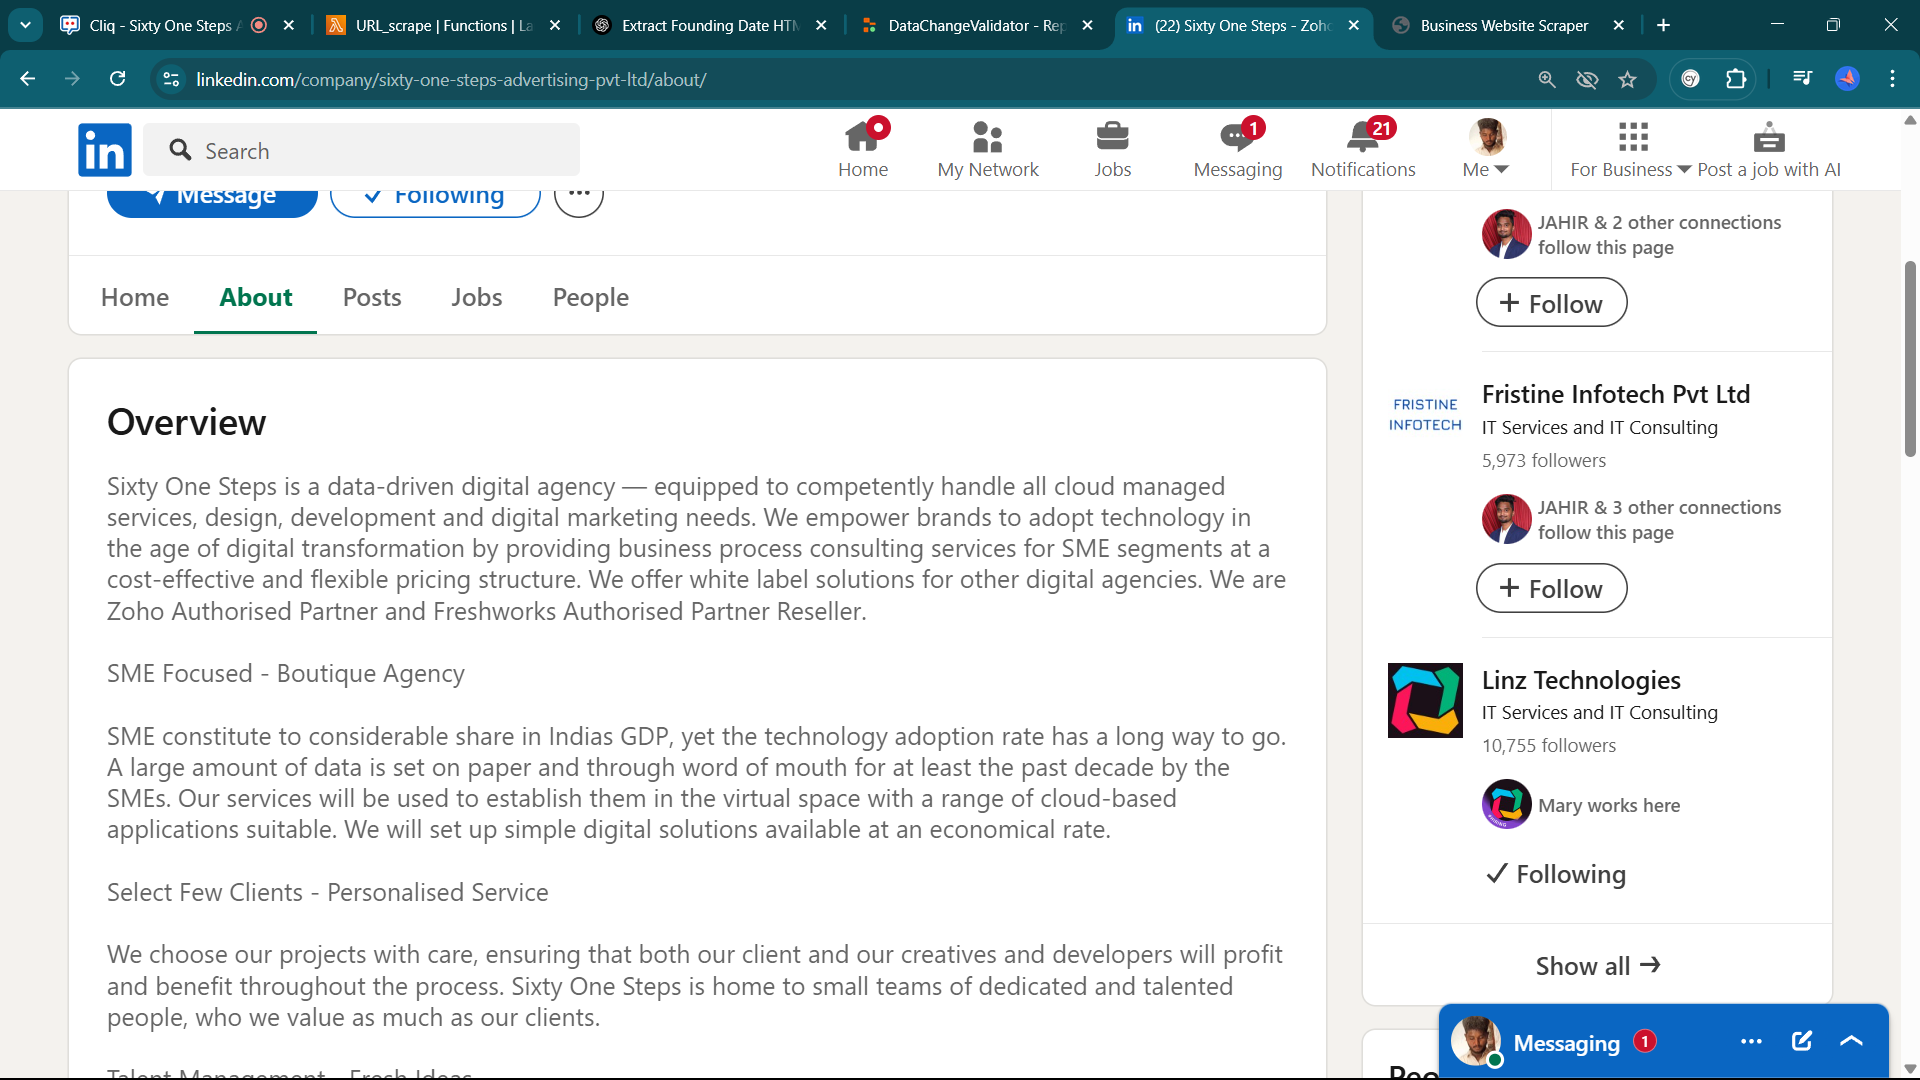 Cliq - Sixty One Steps
URL_scrape | Functions | La
Extract Founding Date HTM
DataChangeValidator - Rep
(22) Sixty One Steps - Zoho
Business Website Scraper
linkedin.com/company/sixty-one-steps-advertising-pvt-ltd/about/
cy
in
Search
Home
My Network
Jobs
1
Messaging
21
Notifications
Me
For Business
Post a job with AI
Message
Following
Home
About
Posts
Jobs
People
Overview
Sixty One Steps is a data-driven digital agency — equipped to competently handle all cloud managed
services, design, development and digital marketing needs. We empower brands to adopt technology in
the age of digital transformation by providing business process consulting services for SME segments at a
cost-effective and flexible pricing structure. We offer white label solutions for other digital agencies. We are
Zoho Authorised Partner and Freshworks Authorised Partner Reseller.
SME Focused - Boutique Agency
SME constitute to considerable share in Indias GDP, yet the technology adoption rate has a long way to go.
A large amount of data is set on paper and through word of mouth for at least the past decade by the
SMEs. Our services will be used to establish them in the virtual space with a range of cloud-based
applications suitable. We will set up simple digital solutions available at an economical rate.
Select Few Clients - Personalised Service
We choose our projects with care, ensuring that both our client and our creatives and developers will profit
and benefit throughout the process. Sixty One Steps is home to small teams of dedicated and talented
people, who we value as much as our clients.
Talent Management - Fresh Ideas
JAHIR & 2 other connections
follow this page
+ Follow
FRISTINE
INFOTECH
Fristine Infotech Pvt Ltd
IT Services and IT Consulting
5,973 followers
JAHIR & 3 other connections
follow this page
+ Follow
Linz Technologies
IT Services and IT Consulting
10,755 followers
Mary works here
Following
Show all →
Messaging 1